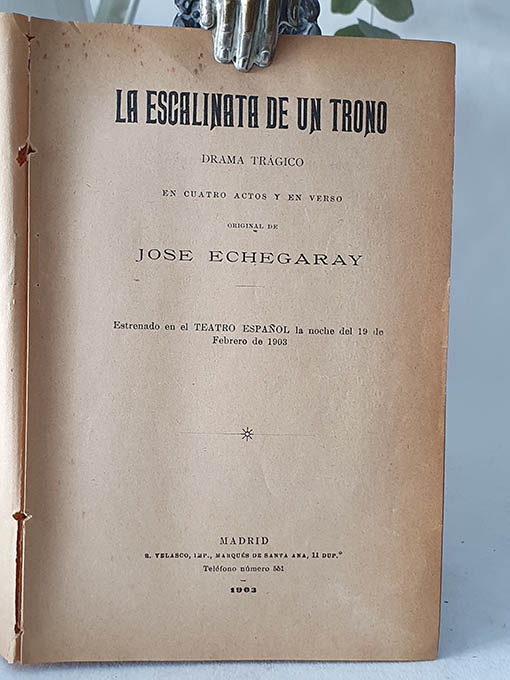 LA ESCALINATA DE UN TRONO
DRAMA TRÁGICO
EN CUATRO ACTOS Y EN VERSO
ORIGINAL DE
JOSE ECHEGARAY
Estrenado en el TEATRO ESPAÑOL la noche del 19 de
Febrero de 1903
MADRID
R. VELASCO, IMP., MARQUÉS DE SANTA ANA, 11 DUP.º
Teléfono número 551
1903